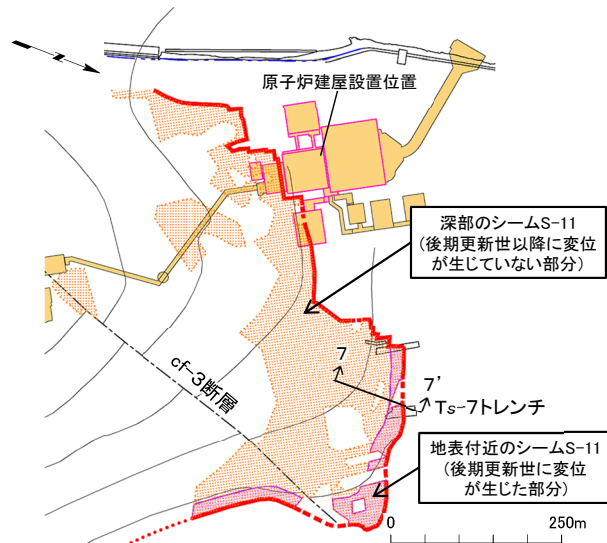 原子炉建屋設置位置
深部のシームS-11
(後期更新世以降に変位
が生じていない部分)
cf-3断層
7
7'
Ts-7トレンチ
地表付近のシームS-11
(後期更新世に変位
が生じた部分)
0 250m